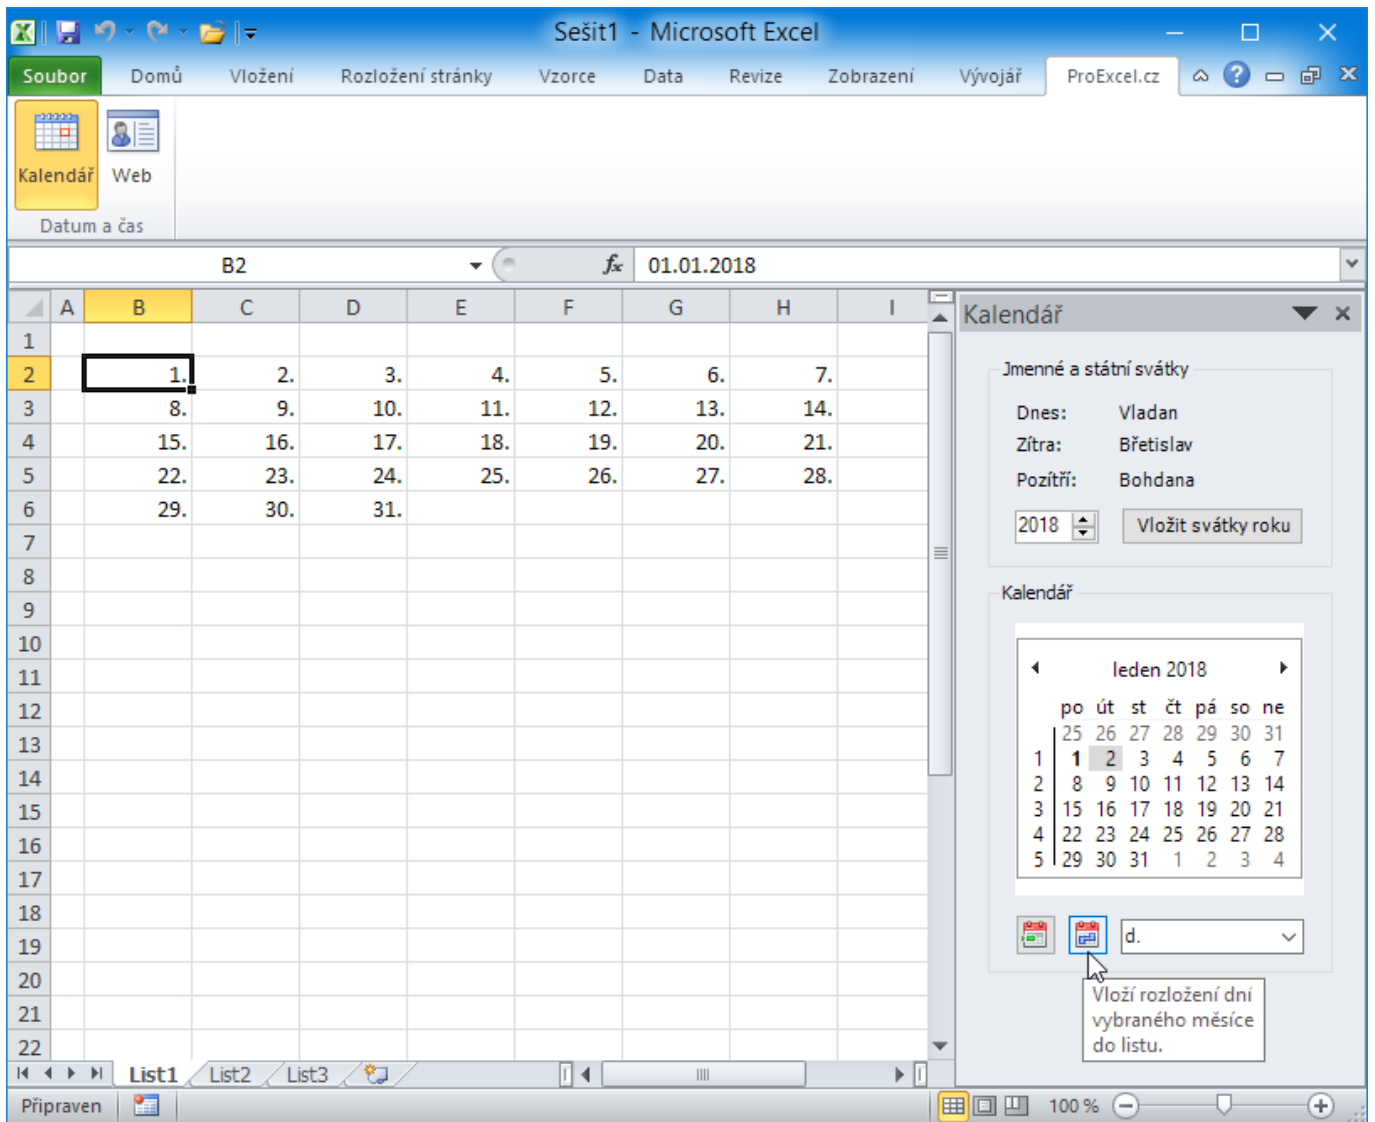 Sešit1 - Microsoft Excel
Soubor Domů Vložení Rozložení stránky Vzorce Data Revize Zobrazení Vývojář ProExcel.cz
Kalendář Web
Datum a čas
B2 fx 01.01.2018
A B C D E F G H I
1
2 1. 2. 3. 4. 5. 6. 7.
3 8. 9. 10. 11. 12. 13. 14.
4 15. 16. 17. 18. 19. 20. 21.
5 22. 23. 24. 25. 26. 27. 28.
6 29. 30. 31.
7
8
9
10
11
12
13
14
15
16
17
18
19
20
21
22
Kalendář
Jmenné a státní svátky
Dnes: Vladan
Zítra: Břetislav
Pozítří: Bohdana
2018 Vložit svátky roku
Kalendář
leden 2018
po út st čt pá so ne
25 26 27 28 29 30 31
1 1 2 3 4 5 6 7
2 8 9 10 11 12 13 14
3 15 16 17 18 19 20 21
4 22 23 24 25 26 27 28
5 29 30 31 1 2 3 4
d.
Vloží rozložení dní
vybraného měsíce
do listu.
List1 List2 List3
Připraven 100 %